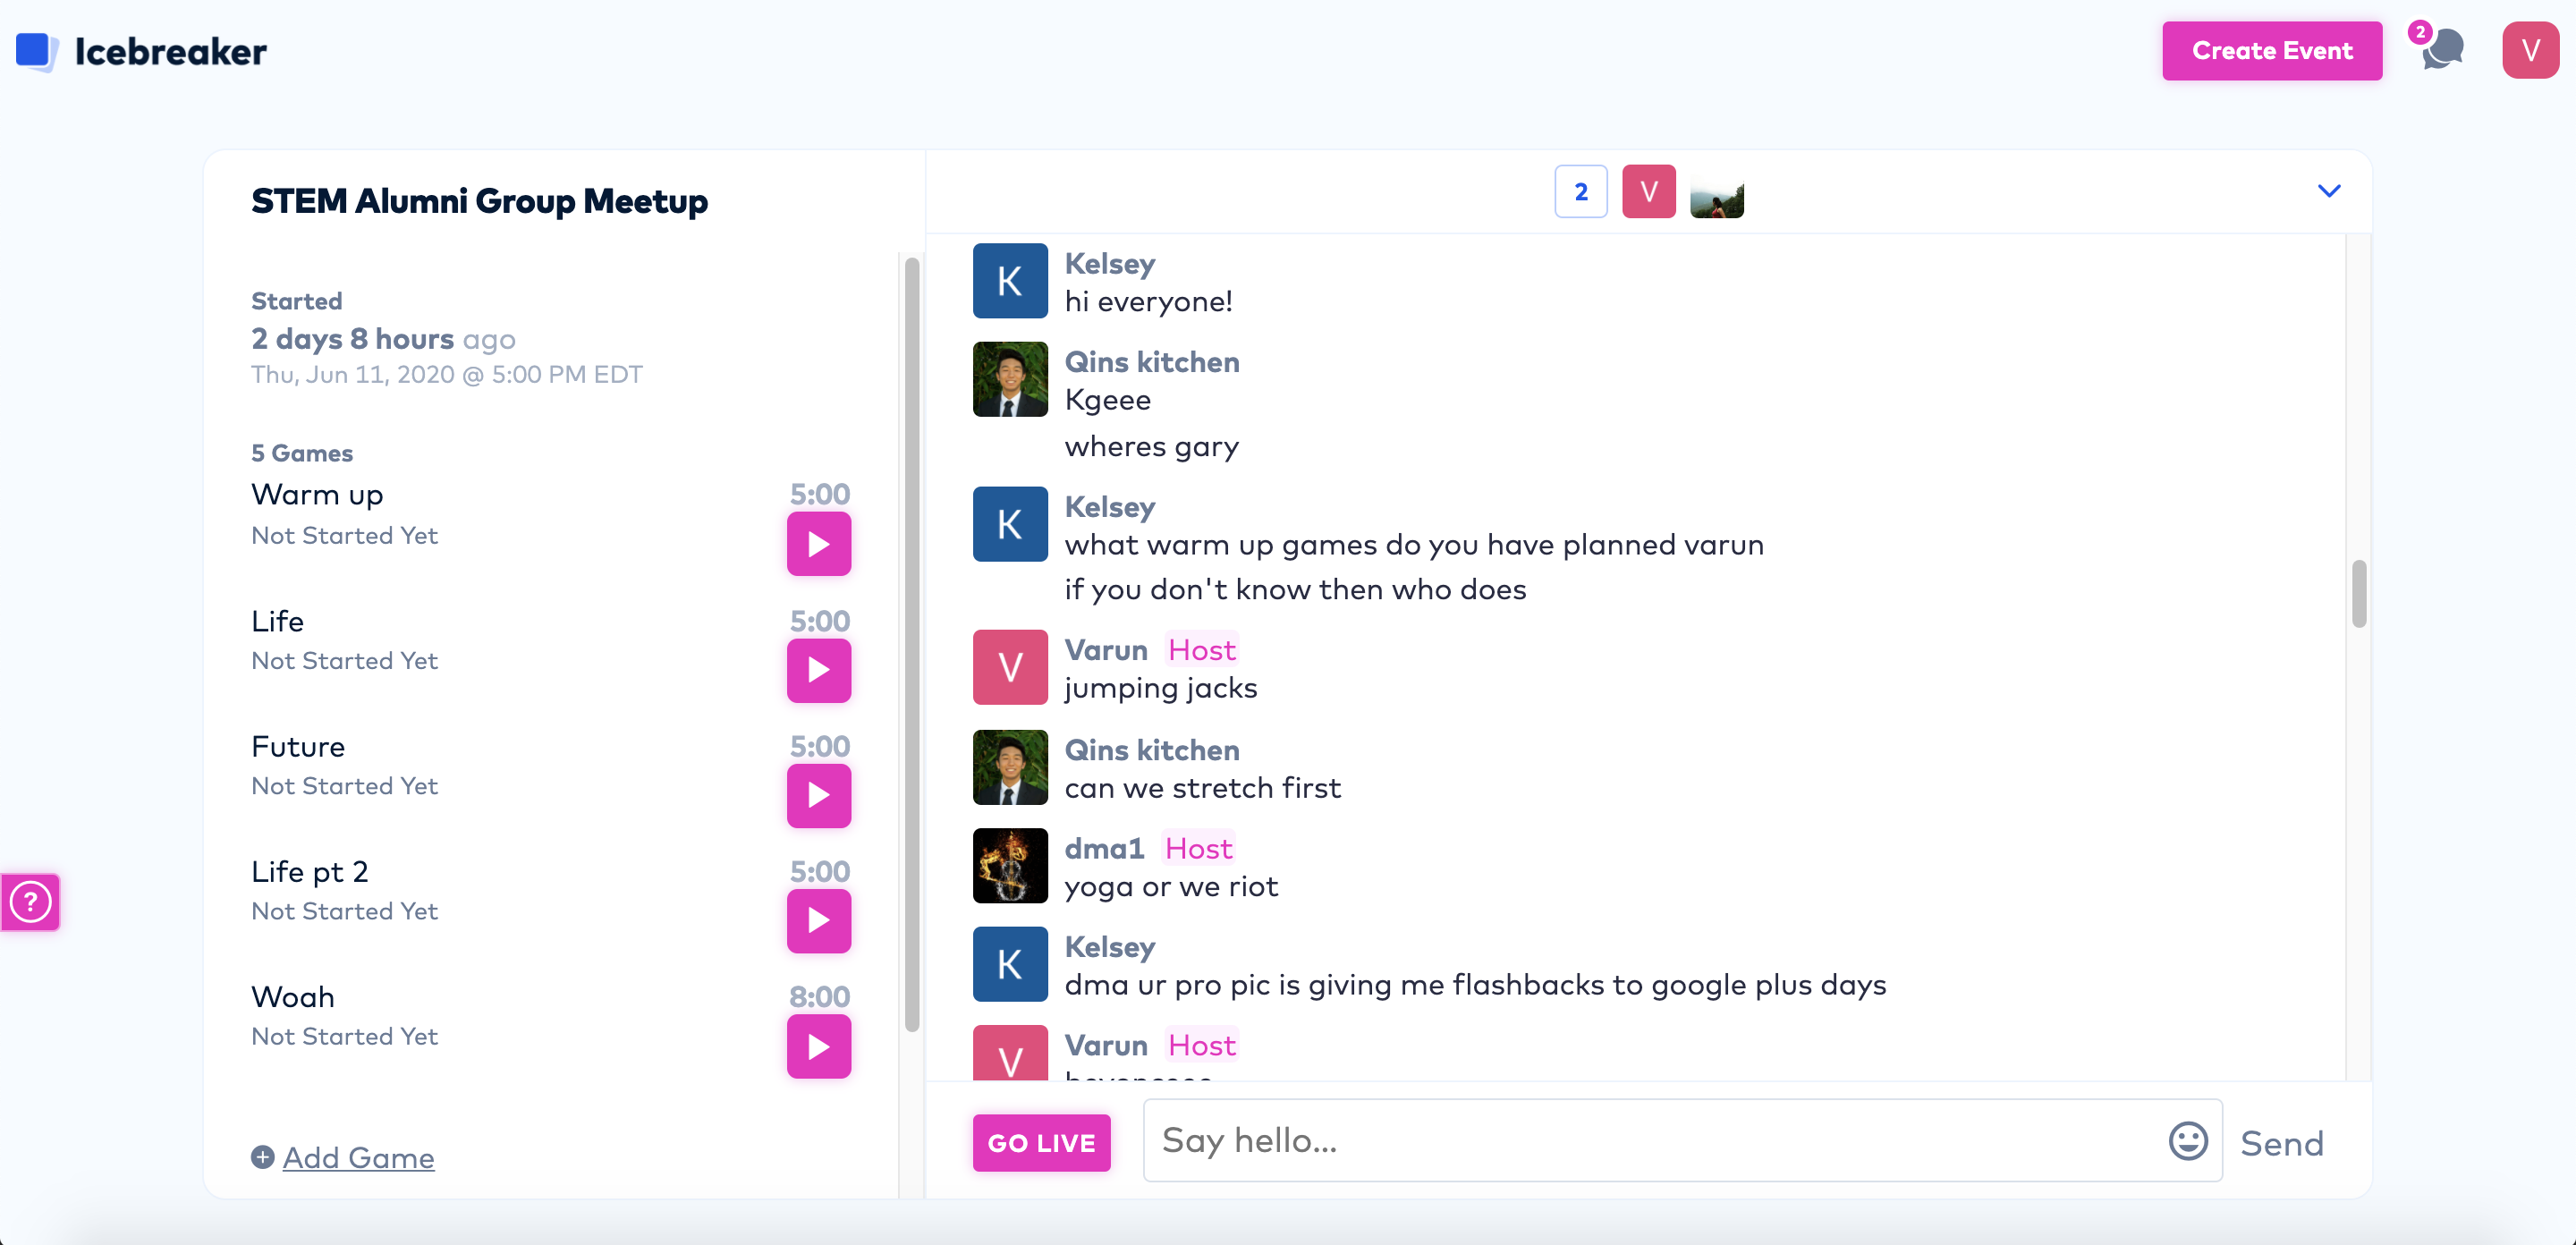 Icebreaker
Create Event
2
V
STEM Alumni Group Meetup
Started
2 days 8 hours ago
Thu, Jun 11, 2020 @ 5:00 PM EDT
5 Games
Warm up 5:00
Not Started Yet
Life 5:00
Not Started Yet
Future 5:00
Not Started Yet
Life pt 2 5:00
Not Started Yet
Woah 8:00
Not Started Yet
Add Game
?
2 V
K
Kelsey
hi everyone!
Qins kitchen
Kgeee
wheres gary
K
Kelsey
what warm up games do you have planned varun
if you don't know then who does
V
Varun Host
jumping jacks
Qins kitchen
can we stretch first
dma1 Host
yoga or we riot
K
Kelsey
dma ur pro pic is giving me flashbacks to google plus days
V
Varun Host
GO LIVE
Say hello...
Send